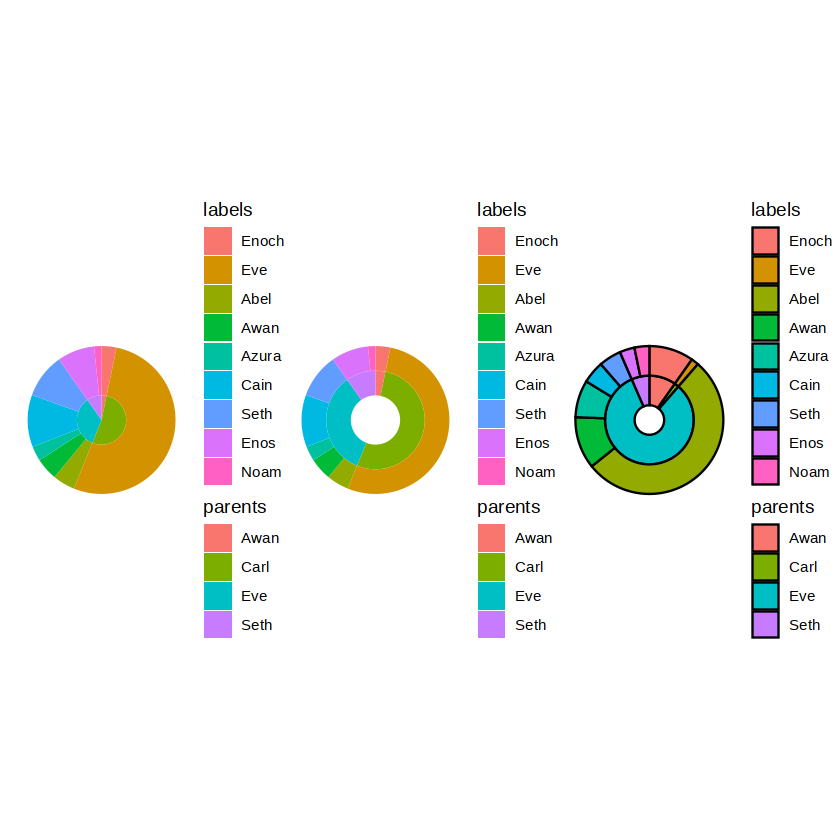 labels
Enoch
Eve
Abel
Awan
Azura
Cain
Seth
Enos
Noam
parents
Awan
Carl
Eve
Seth
labels
Enoch
Eve
Abel
Awan
Azura
Cain
Seth
Enos
Noam
parents
Awan
Carl
Eve
Seth
labels
Enoch
Eve
Abel
Awan
Azura
Cain
Seth
Enos
Noam
parents
Awan
Carl
Eve
Seth